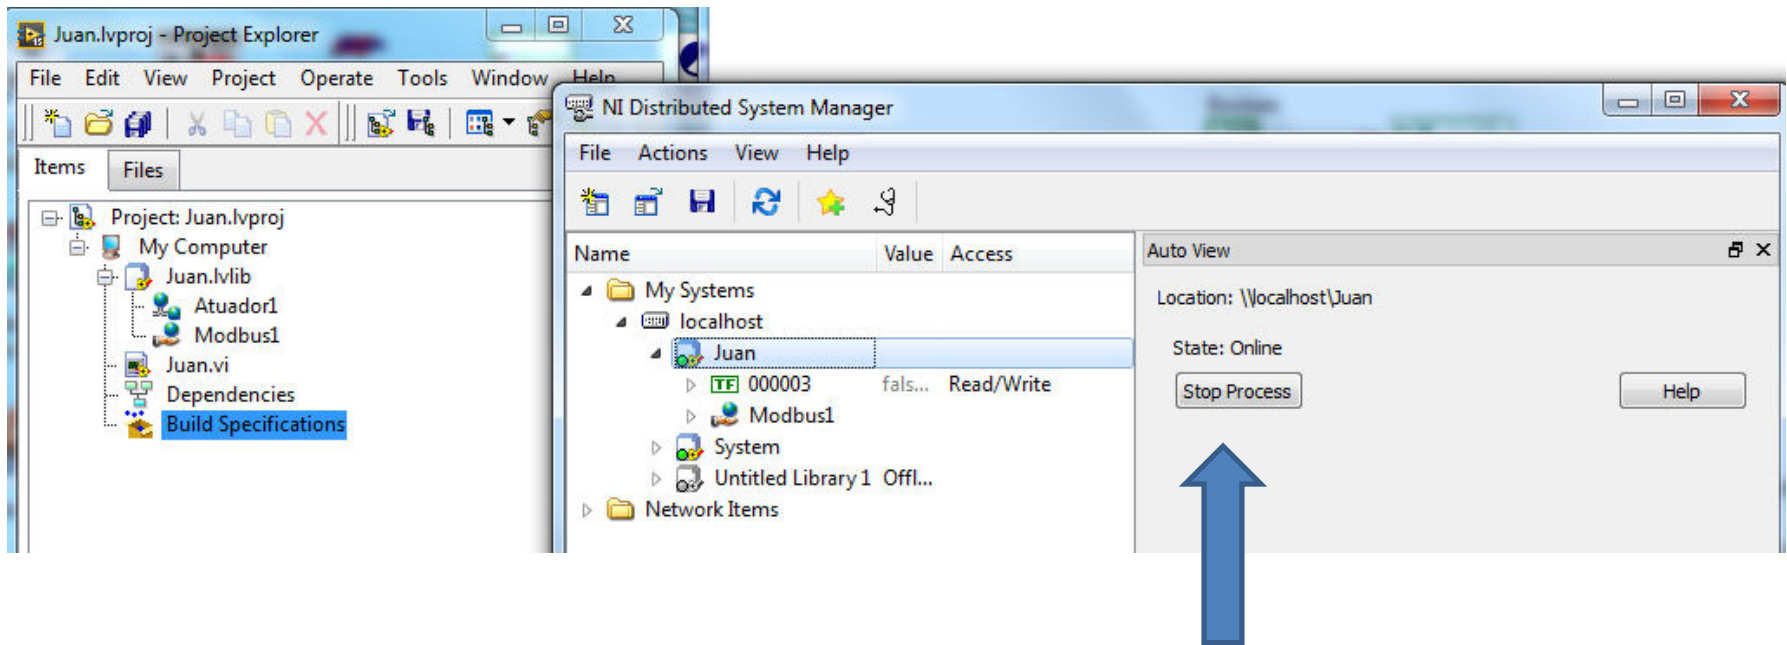 Juan.lvproj - Project Explorer
File Edit View Project Operate Tools Window Help
Items Files
Project: Juan.lvproj
My Computer
Juan.lvlib
Atuador1
Modbus1
Juan.vi
Dependencies
Build Specifications
NI Distributed System Manager
File Actions View Help
Name Value Access
My Systems
localhost
Juan
TF 000003 fals... Read/Write
Modbus1
System
Untitled Library 1 Offl...
Network Items
Auto View
Location: \\localhost\Juan
State: Online
Stop Process Help